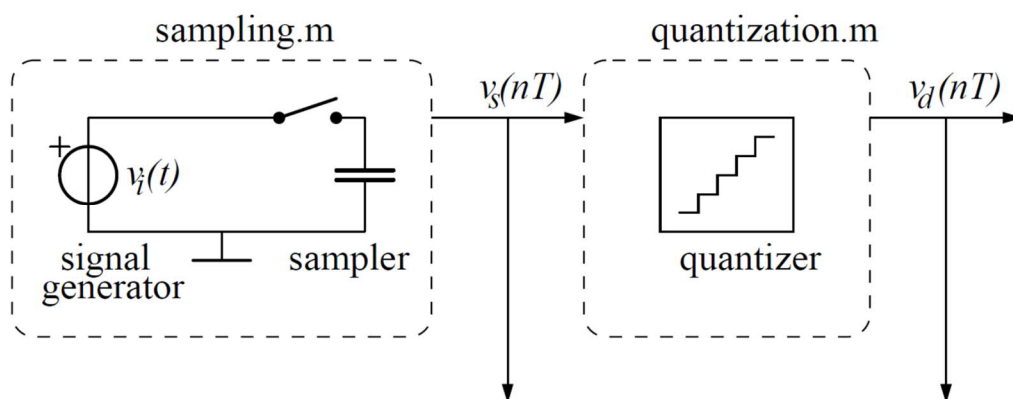 sampling.m
quantization.m
v_s(nT)
v_d(nT)
+
v_i(t)
signal
generator
sampler
quantizer